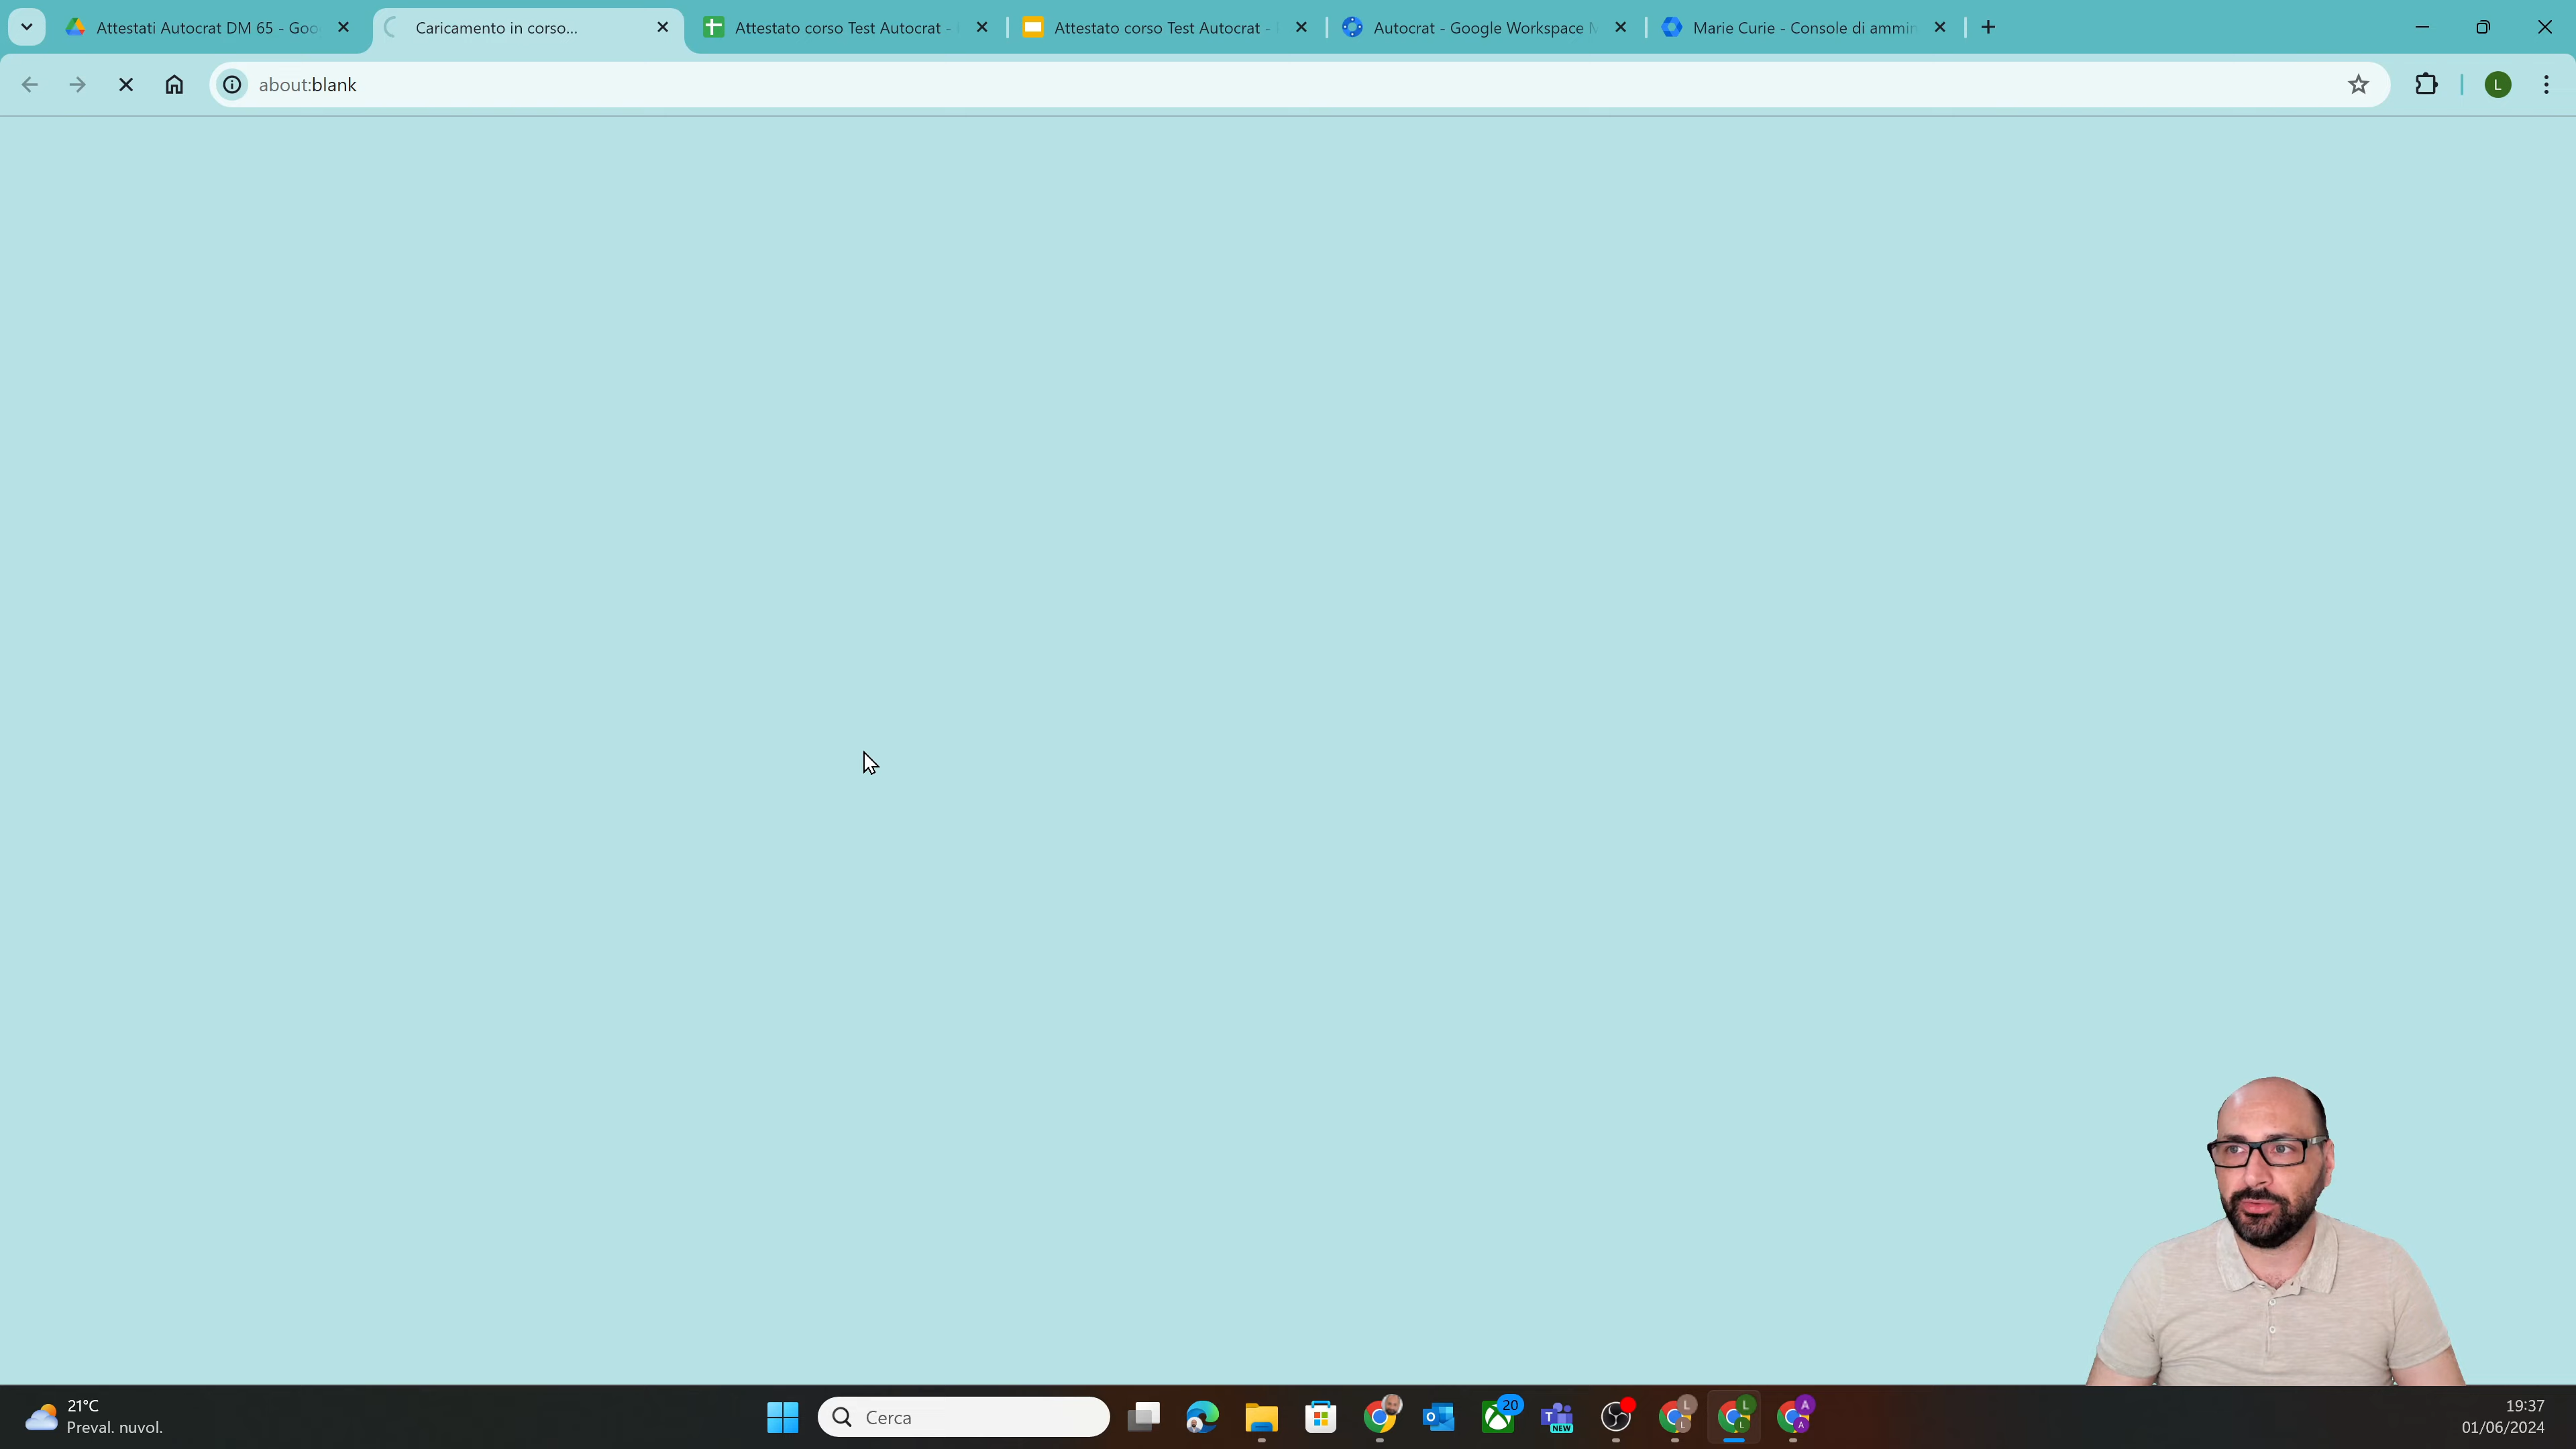 Attestati Autocrat DM 65 - Goo
Caricamento in corso...
Attestato corso Test Autocrat -
Attestato corso Test Autocrat -
Autocrat - Google Workspace M
Marie Curie - Console di ammin
about:blank
L
21°C
Preval. nuvol.
Cerca
20
T
NEW
L
L
L
L
A
A
19:37
01/06/2024